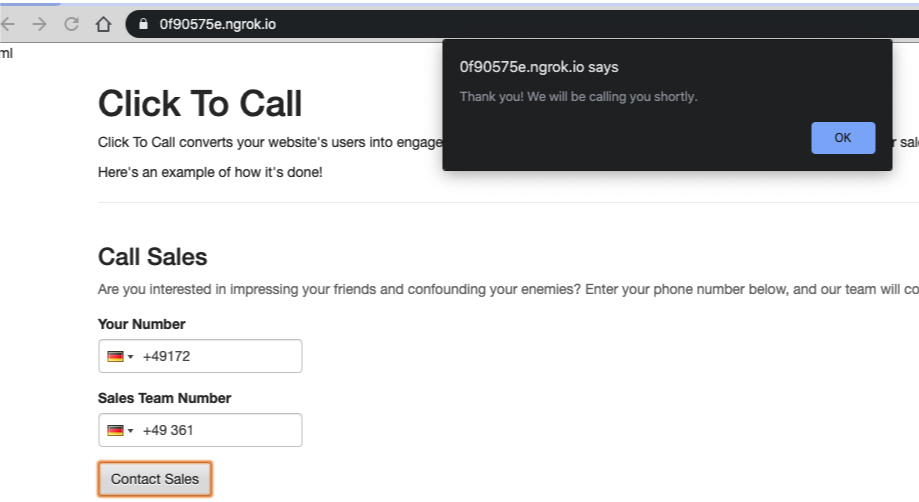 0f90575e.ngrok.io
ml
0f90575e.ngrok.io says
Thank you! We will be calling you shortly.
OK
Click To Call
Click To Call converts your website's users into engage
r sal
Here's an example of how it's done!
Call Sales
Are you interested in impressing your friends and confounding your enemies? Enter your phone number below, and our team will co
Your Number
+49172
Sales Team Number
+49 361
Contact Sales